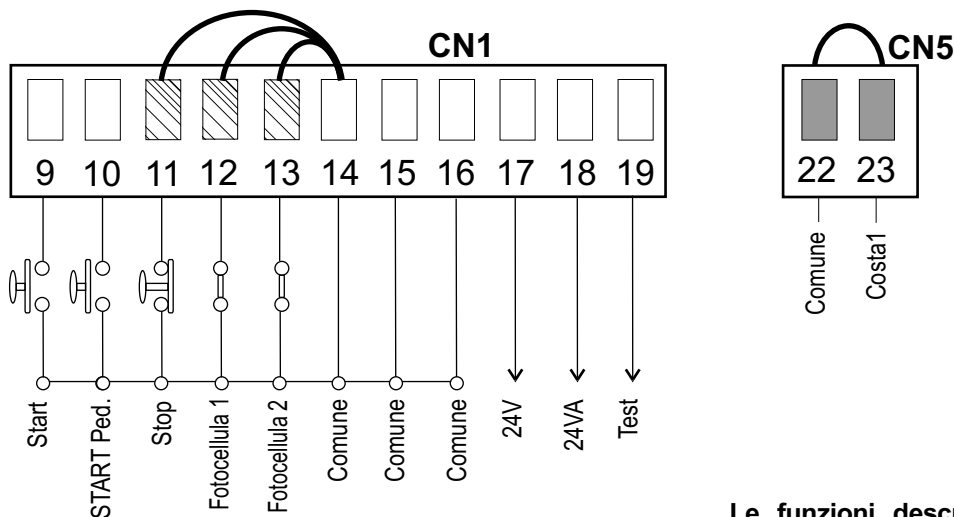 CN1
CN5
9 10 11 12 13 14 15 16 17 18 19
22 23
Start
START Ped.
Stop
Fotocellula 1
Fotocellula 2
Comune
Comune
Comune
24V
24VA
Test
Comune
Costa1
Le funzioni descr